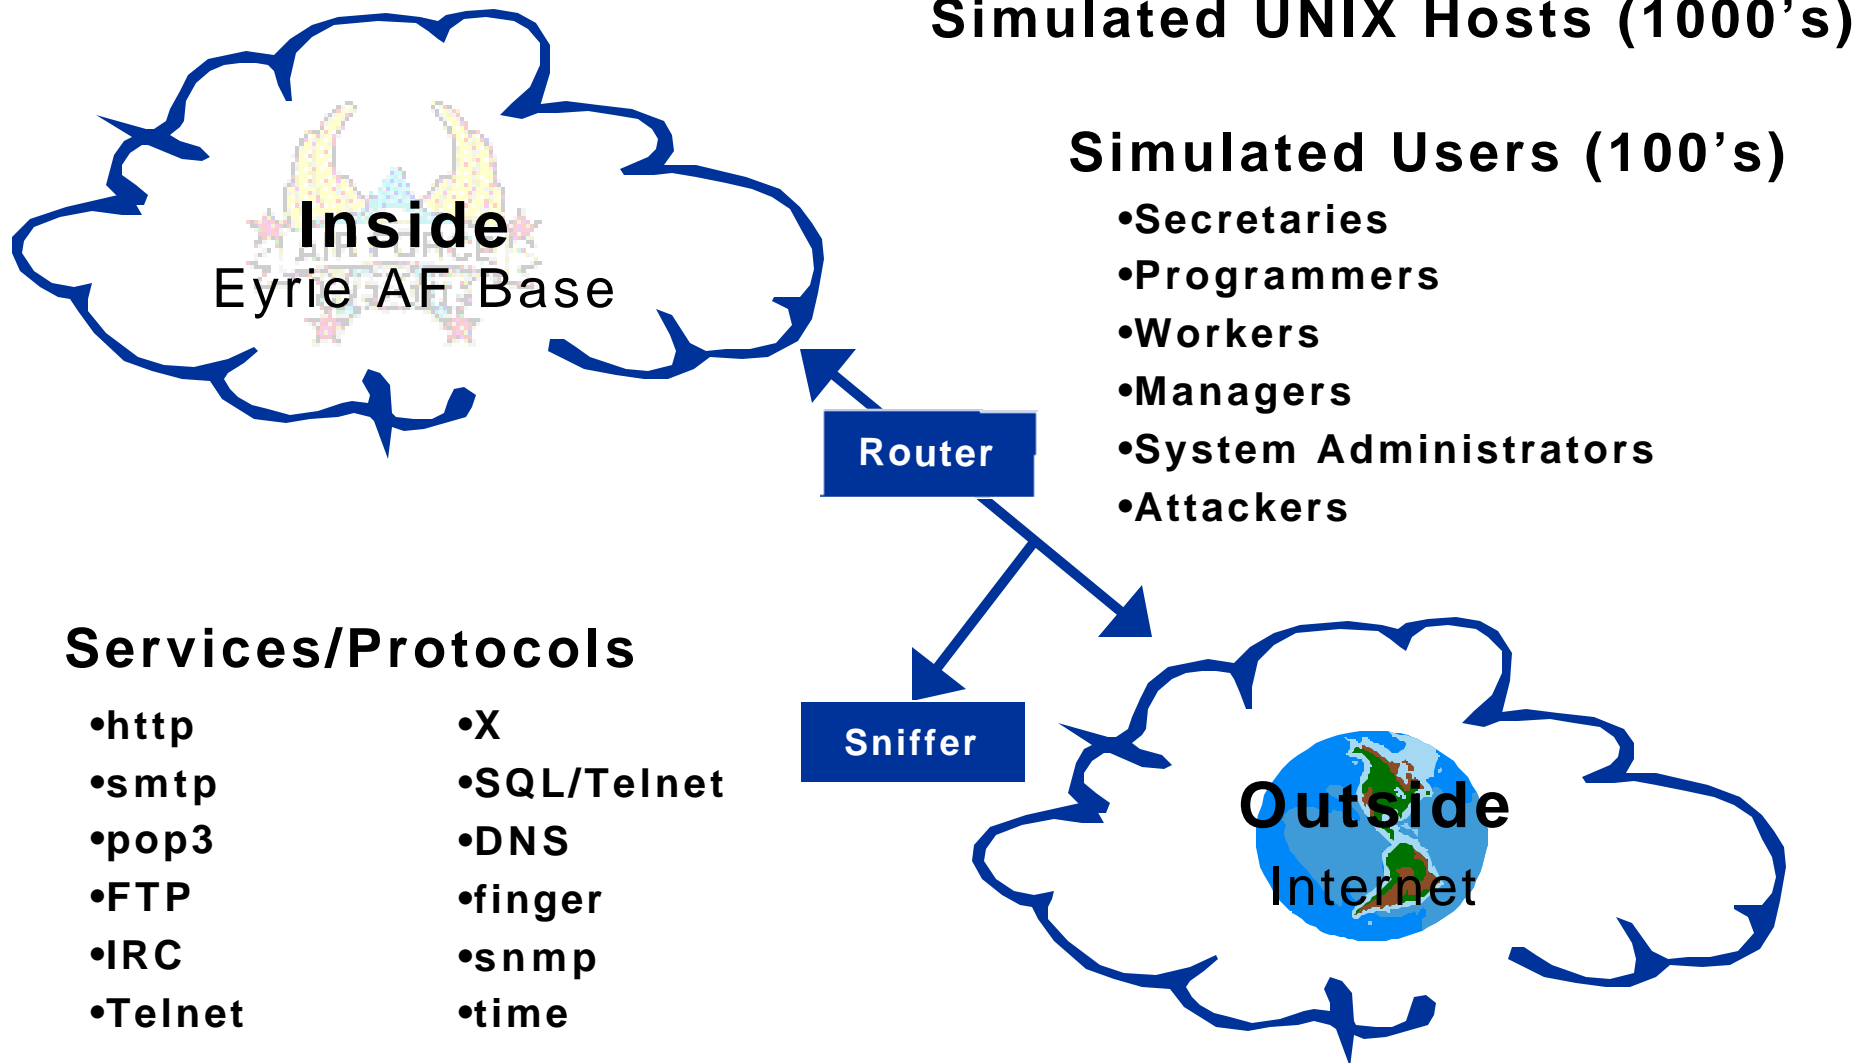 Simulated UNIX Hosts (1000’s)
Simulated Users (100’s)
•Secretaries
•Programmers
•Workers
•Managers
•System Administrators
•Attackers
Inside
Eyrie AF Base
Router
Sniffer
Services/Protocols
•http
•smtp
•pop3
•FTP
•IRC
•Telnet
•X
•SQL/Telnet
•DNS
•finger
•snmp
•time
Outside
Internet